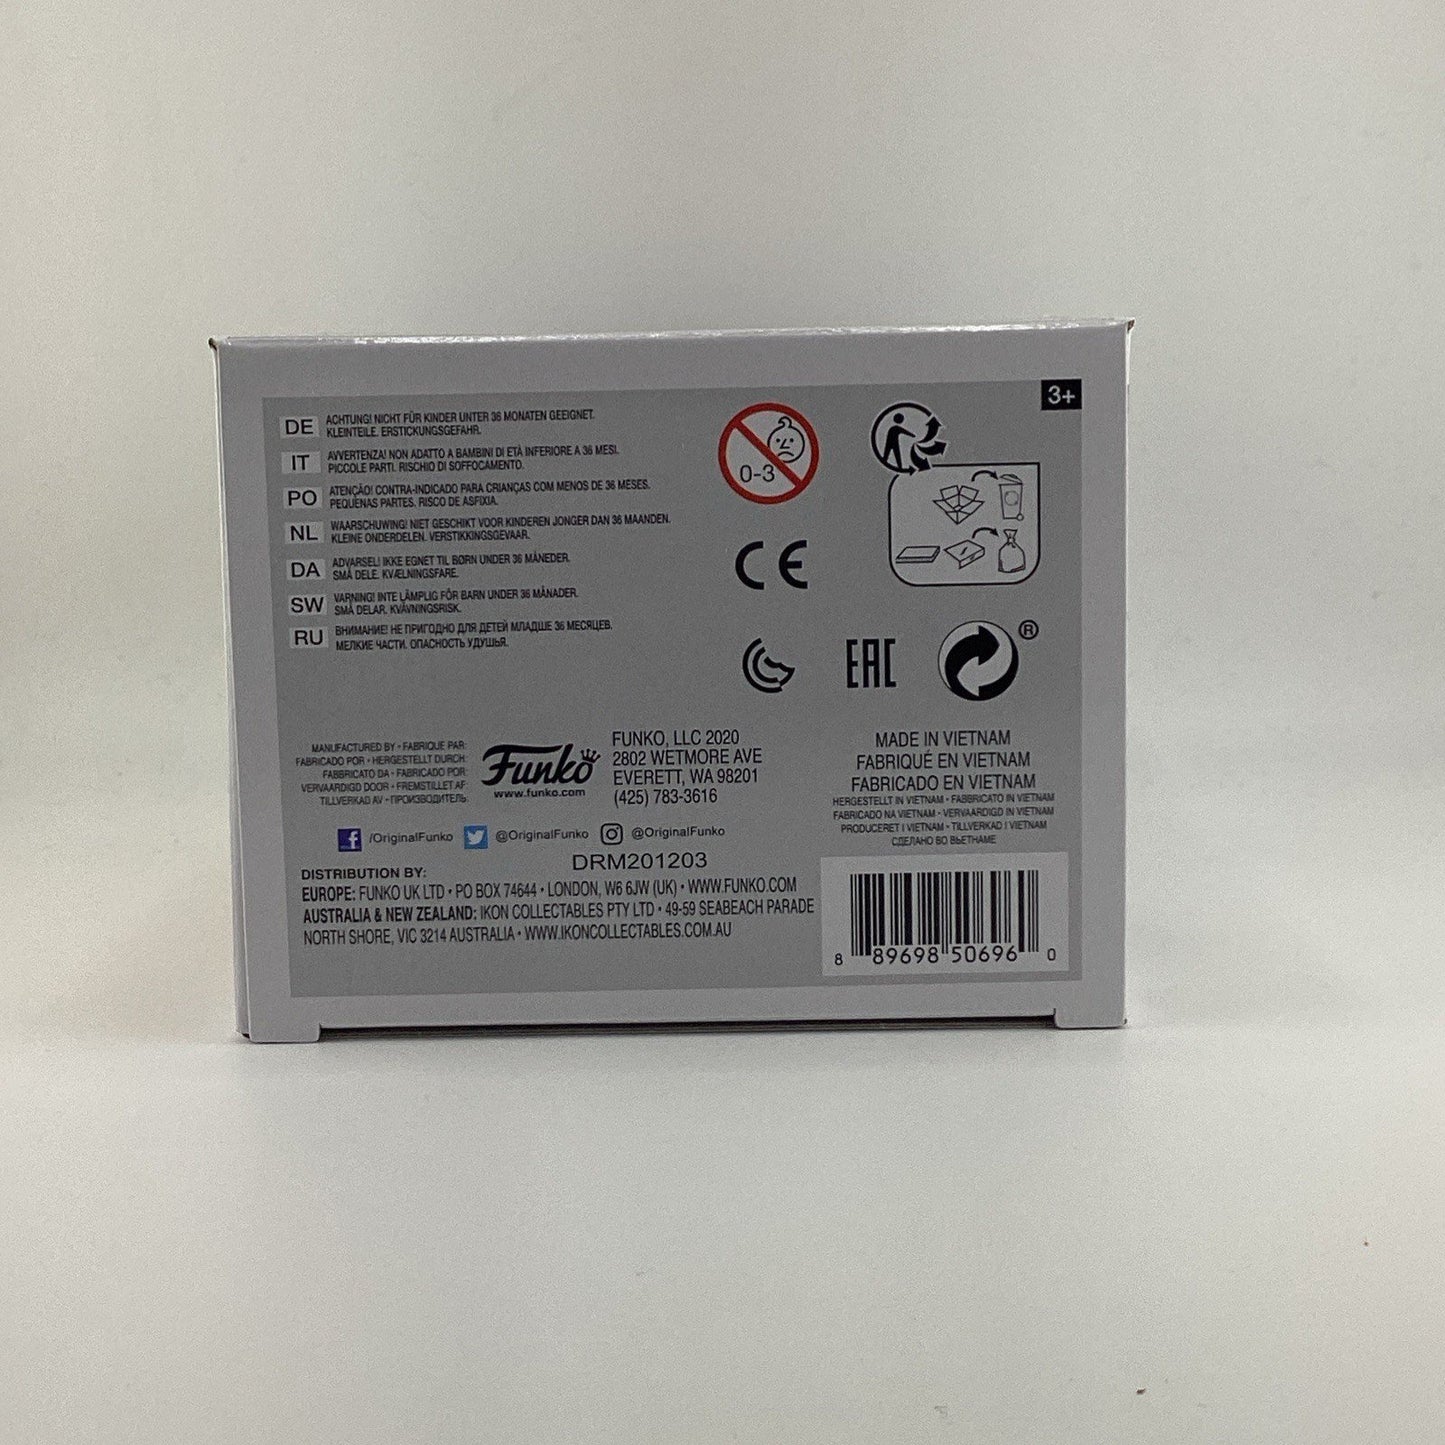 3+
DE ACHTUNG! NICHT FÜR KINDER UNTER 36 MONATEN GEEIGNET.
KLEINTEILE. ERSTICKUNGSGEFAHR.
IT AVVERTENZA! NON ADATTO A BAMBINI DI ETÀ INFERIORE A 36 MESI.
PICCOLE PARTI. RISCHIO DI SOFFOCAMENTO.
PO ATENÇÃO! CONTRA-INDICADO PARA CRIANÇAS COM MENOS DE 36 MESES.
PEQUENAS PARTES. RISCO DE ASFIXIA.
NL WAARSCHUWING! NIET GESCHIKT VOOR KINDEREN JONGER DAN 36 MAANDEN.
KLEINE ONDERDELEN. VERSTIKKINGSGEVAAR.
DA ADVARSEL! IKKE EGNET TIL BØRN UNDER 36 MÅNEDER.
SMÅ DELE. KVÆLNINGSFARE.
SW VARNING! INTE LÄMPLIG FÖR BARN UNDER 36 MÅNADER.
SMÅ DELAR. KVÄVNINGSRISK.
RU ВНИМАНИЕ! НЕ ПРИГОДНО ДЛЯ ДЕТЕЙ МЛАДШЕ 36 МЕСЯЦЕВ.
МЕЛКИЕ ЧАСТИ. ОПАСНОСТЬ УДУШЬЯ.
0-3
CE
EAC
®
MANUFACTURED BY • FABRIQUE PAR:
FABRICADO POR • HERGESTELLT DURCH:
FABBRICATO DA • FABRICADO POR:
VERVAARDIGD DOOR • FREMSTILLET AF:
TILLVERKAD AV • ПРОИЗВОДИТЕЛЬ:
Funko
www.funko.com
FUNKO, LLC 2020
2802 WETMORE AVE
EVERETT, WA 98201
(425) 783-3616
MADE IN VIETNAM
FABRIQUÉ EN VIETNAM
FABRICADO EN VIETNAM
HERGESTELLT IN VIETNAM • FABBRICATO IN VIETNAM
FABRICADO NA VIETNAM • VERVAARDIGD IN VIETNAM
PRODUCERET I VIETNAM • TILLVERKAD I VIETNAM
СДЕЛАНО ВО ВЬЕТНАМЕ
/OriginalFunko @OriginalFunko @OriginalFunko
DRM201203
DISTRIBUTION BY:
EUROPE: FUNKO UK LTD • PO BOX 74644 • LONDON, W6 6JW (UK) • WWW.FUNKO.COM
AUSTRALIA & NEW ZEALAND: IKON COLLECTABLES PTY LTD • 49-59 SEABEACH PARADE
NORTH SHORE, VIC 3214 AUSTRALIA • WWW.IKONCOLLECTABLES.COM.AU
8 89698 50696 0